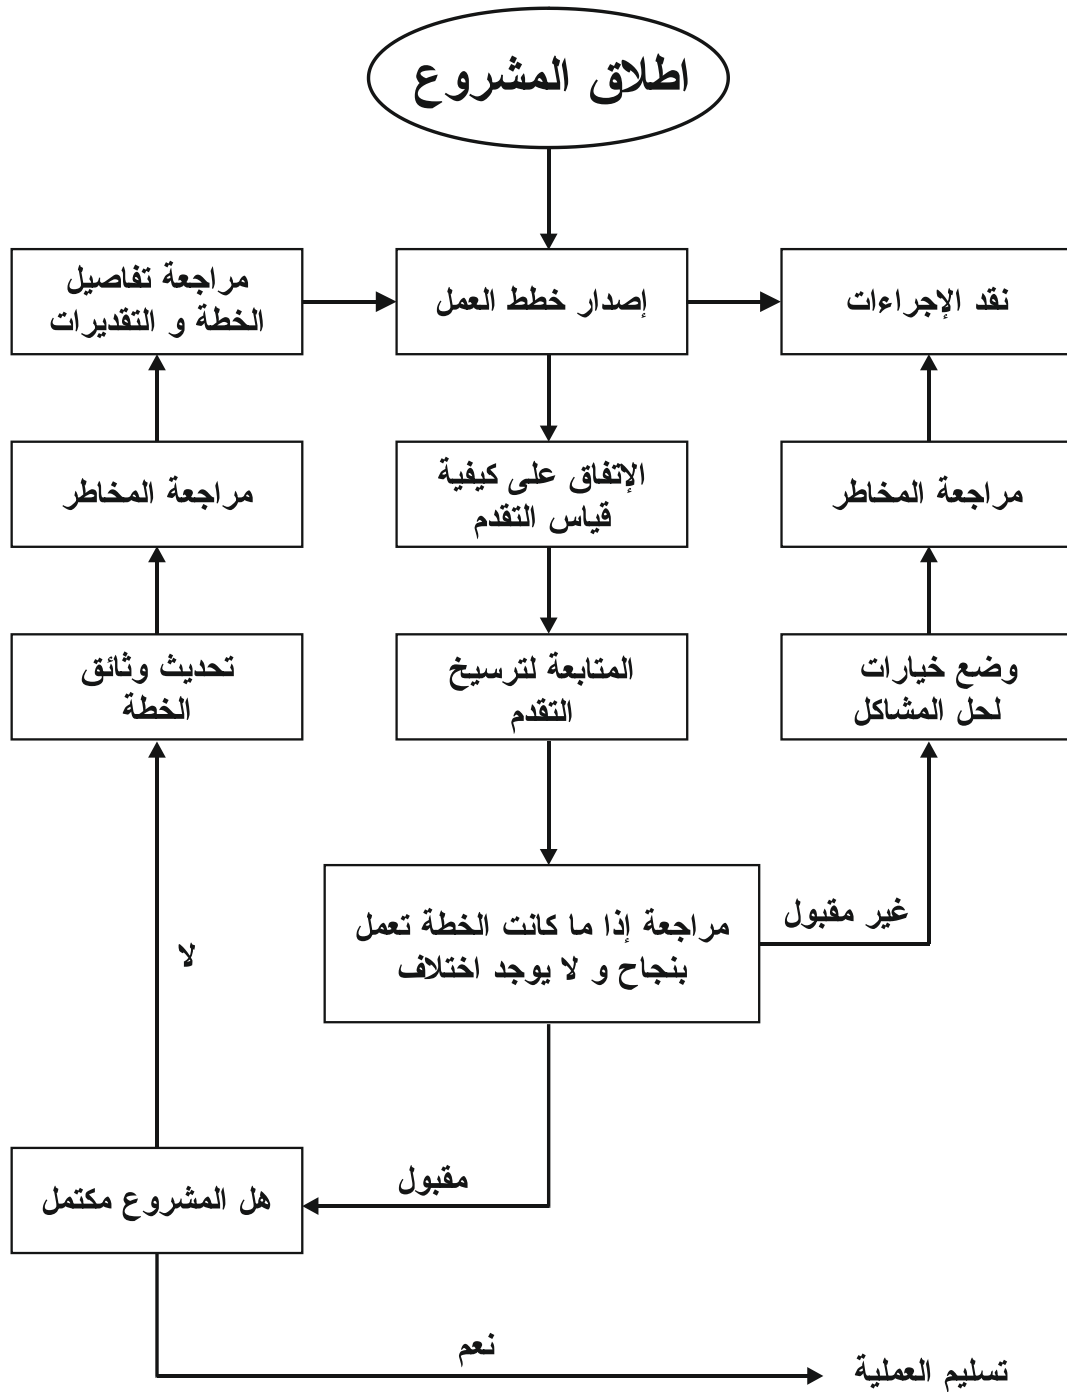 اطلاق المشروع
مراجعة تفاصيل
الخطة و التقديرات
إصدار خطط العمل
نقد الإجراءات
مراجعة المخاطر
الإتفاق على كيفية
قياس التقدم
مراجعة المخاطر
تحديث وثائق
الخطة
المتابعة لترسيخ
التقدم
وضع خيارات
لحل المشاكل
مراجعة إذا ما كانت الخطة تعمل
بنجاح و لا يوجد اختلاف
غير مقبول
لا
مقبول
هل المشروع مكتمل
نعم
تسليم العملية